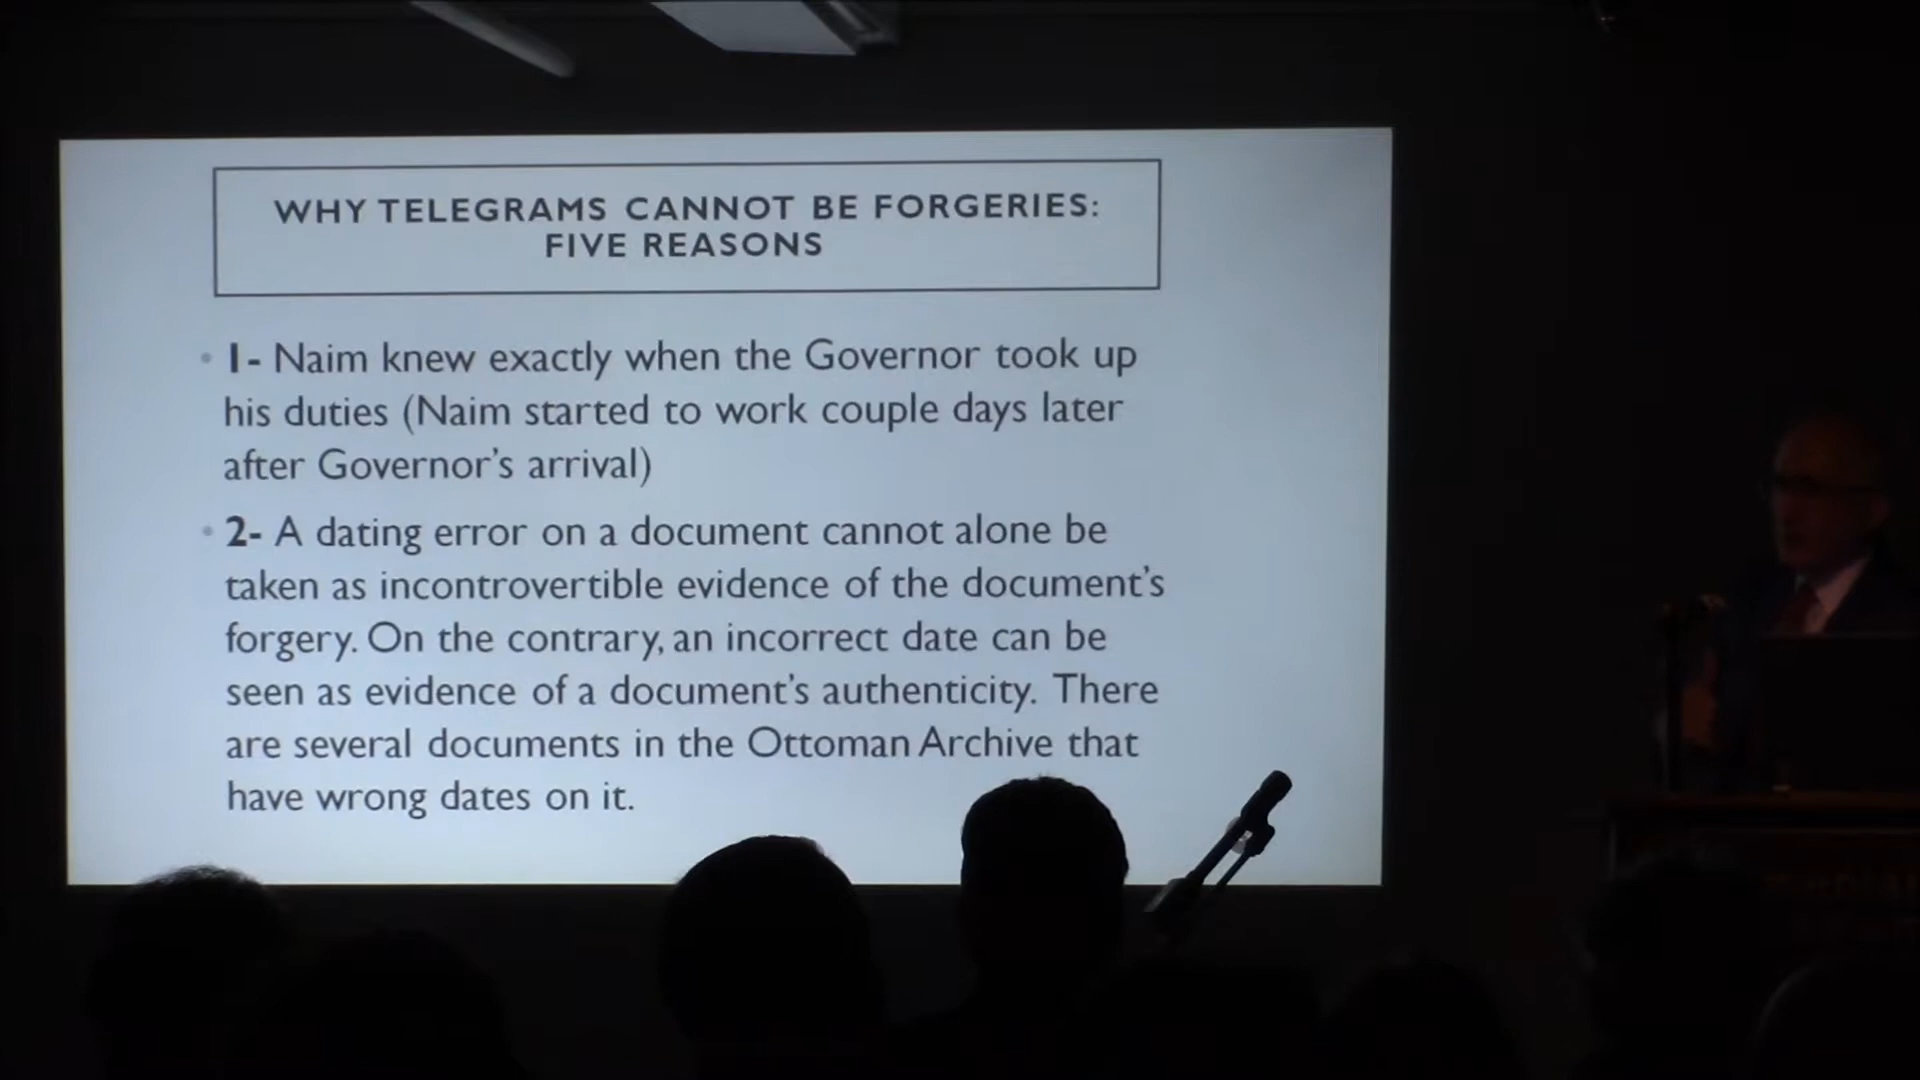 WHY TELEGRAMS CANNOT BE FORGERIES:
FIVE REASONS
• 1- Naim knew exactly when the Governor took up
his duties (Naim started to work couple days later
after Governor's arrival)
• 2- A dating error on a document cannot alone be
taken as incontrovertible evidence of the document's
forgery. On the contrary, an incorrect date can be
seen as evidence of a document's authenticity. There
are several documents in the Ottoman Archive that
have wrong dates on it.